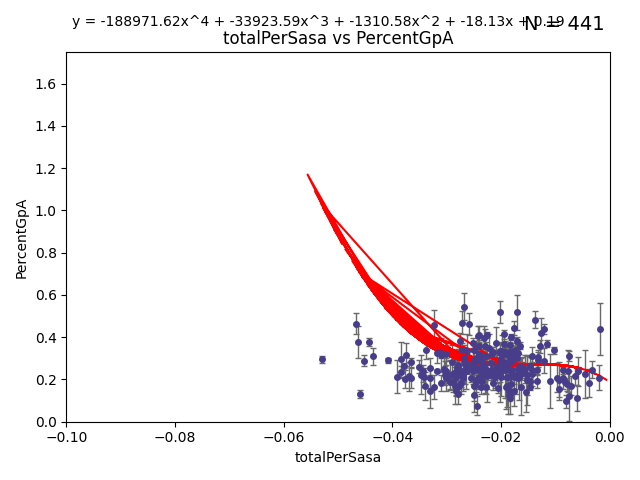 y = -188971.62x^4 + -33923.59x^3 + -1310.58x^2 + -18.13x + 0.19
N = 441
totalPerSasa vs PercentGpA
PercentGpA
1.6
1.4
1.2
1.0
0.8
0.6
0.4
0.2
0.0
−0.10 −0.08 −0.06 −0.04 −0.02 0.00
totalPerSasa